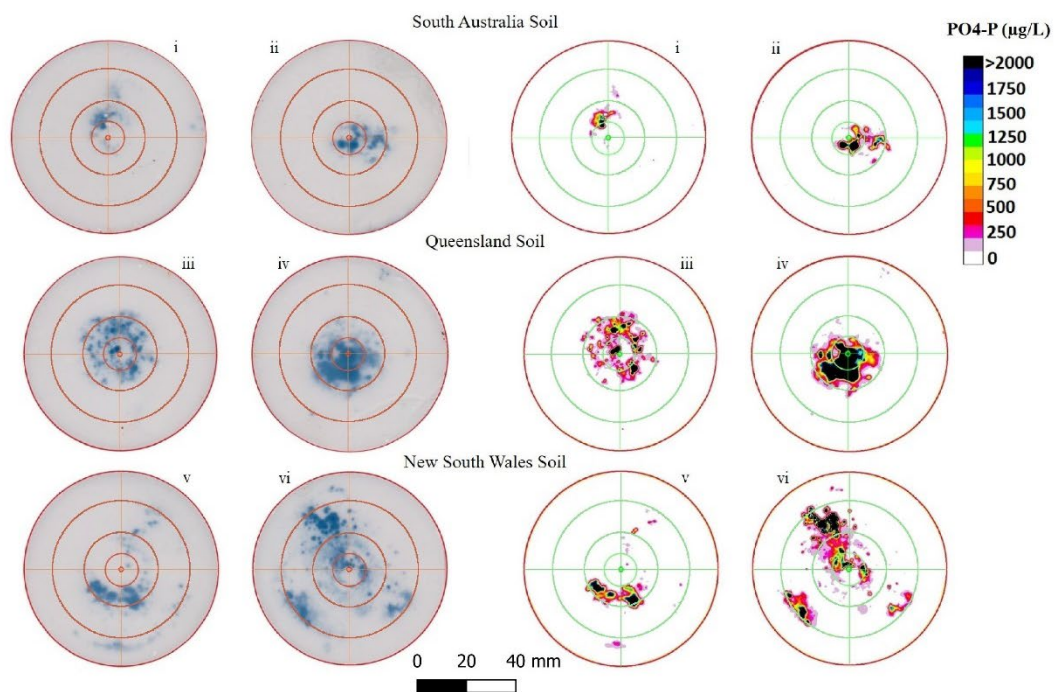 South Australia Soil
i
ii
i
ii
PO4-P (µg/L)
>2000
1750
1500
1250
1000
750
500
250
0
Queensland Soil
iii
iv
iii
iv
New South Wales Soil
v
vi
v
vi
0 20 40 mm